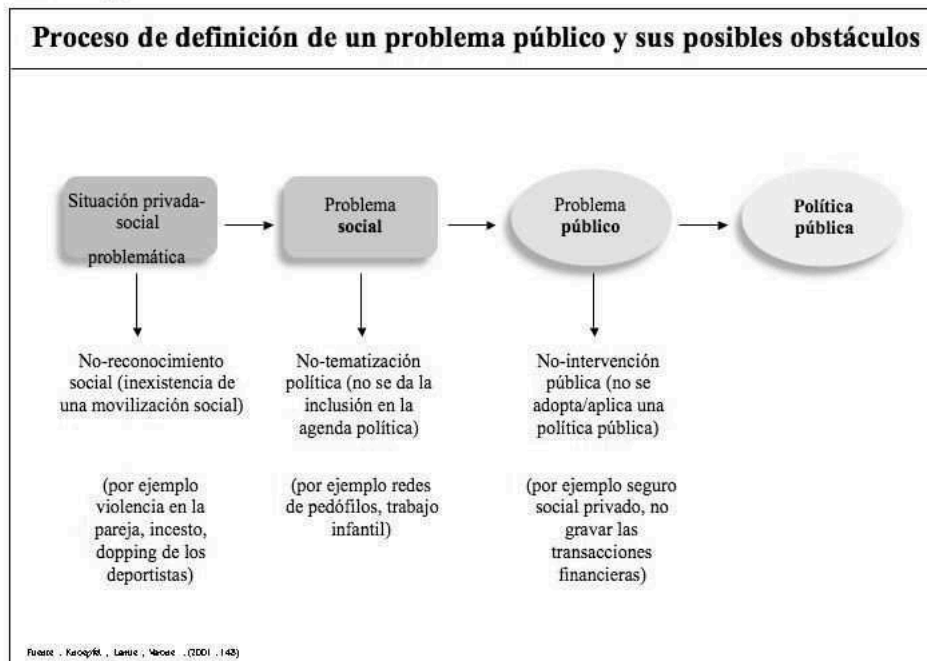 Proceso de definición de un problema público y sus posibles obstáculos
Situación privada-
social
problemática
Problema
social
Problema
público
Política
pública
No-reconocimiento
social (inexistencia de
una movilización social)
No-tematización
política (no se da la
inclusión en la
agenda política)
No-intervención
pública (no se
adopta/aplica una
política pública)
(por ejemplo
violencia en la
pareja, incesto,
dopping de los
deportistas)
(por ejemplo redes
de pedófilos, trabajo
infantil)
(por ejemplo seguro
social privado, no
gravar las
transacciones
financieras)
(2001